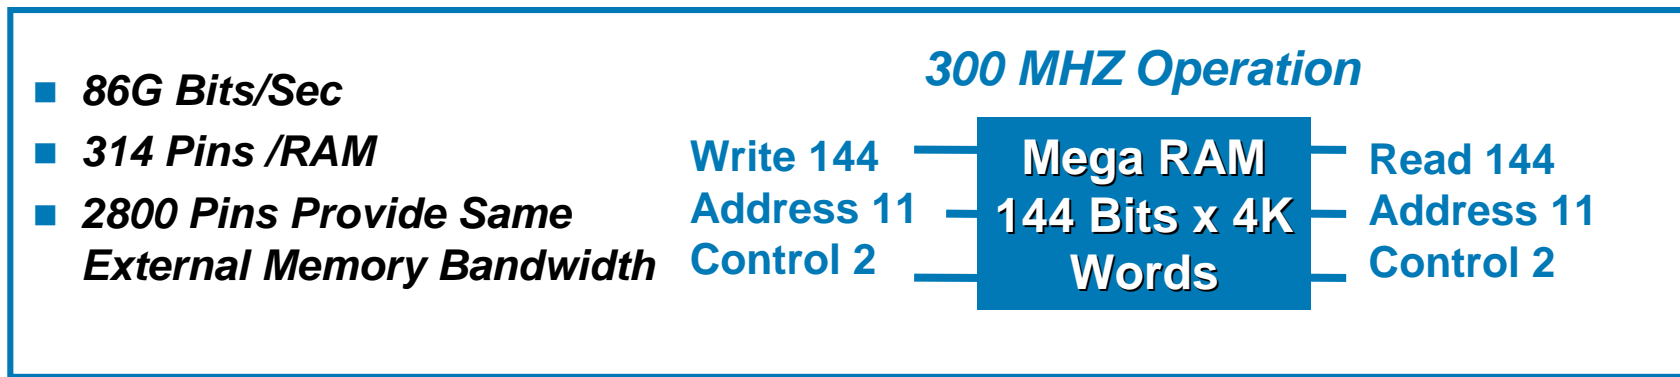 86G Bits/Sec
314 Pins /RAM
2800 Pins Provide Same
External Memory Bandwidth
300 MHZ Operation
Write 144
Address 11
Control 2
Mega RAM
144 Bits x 4K
Words
Read 144
Address 11
Control 2